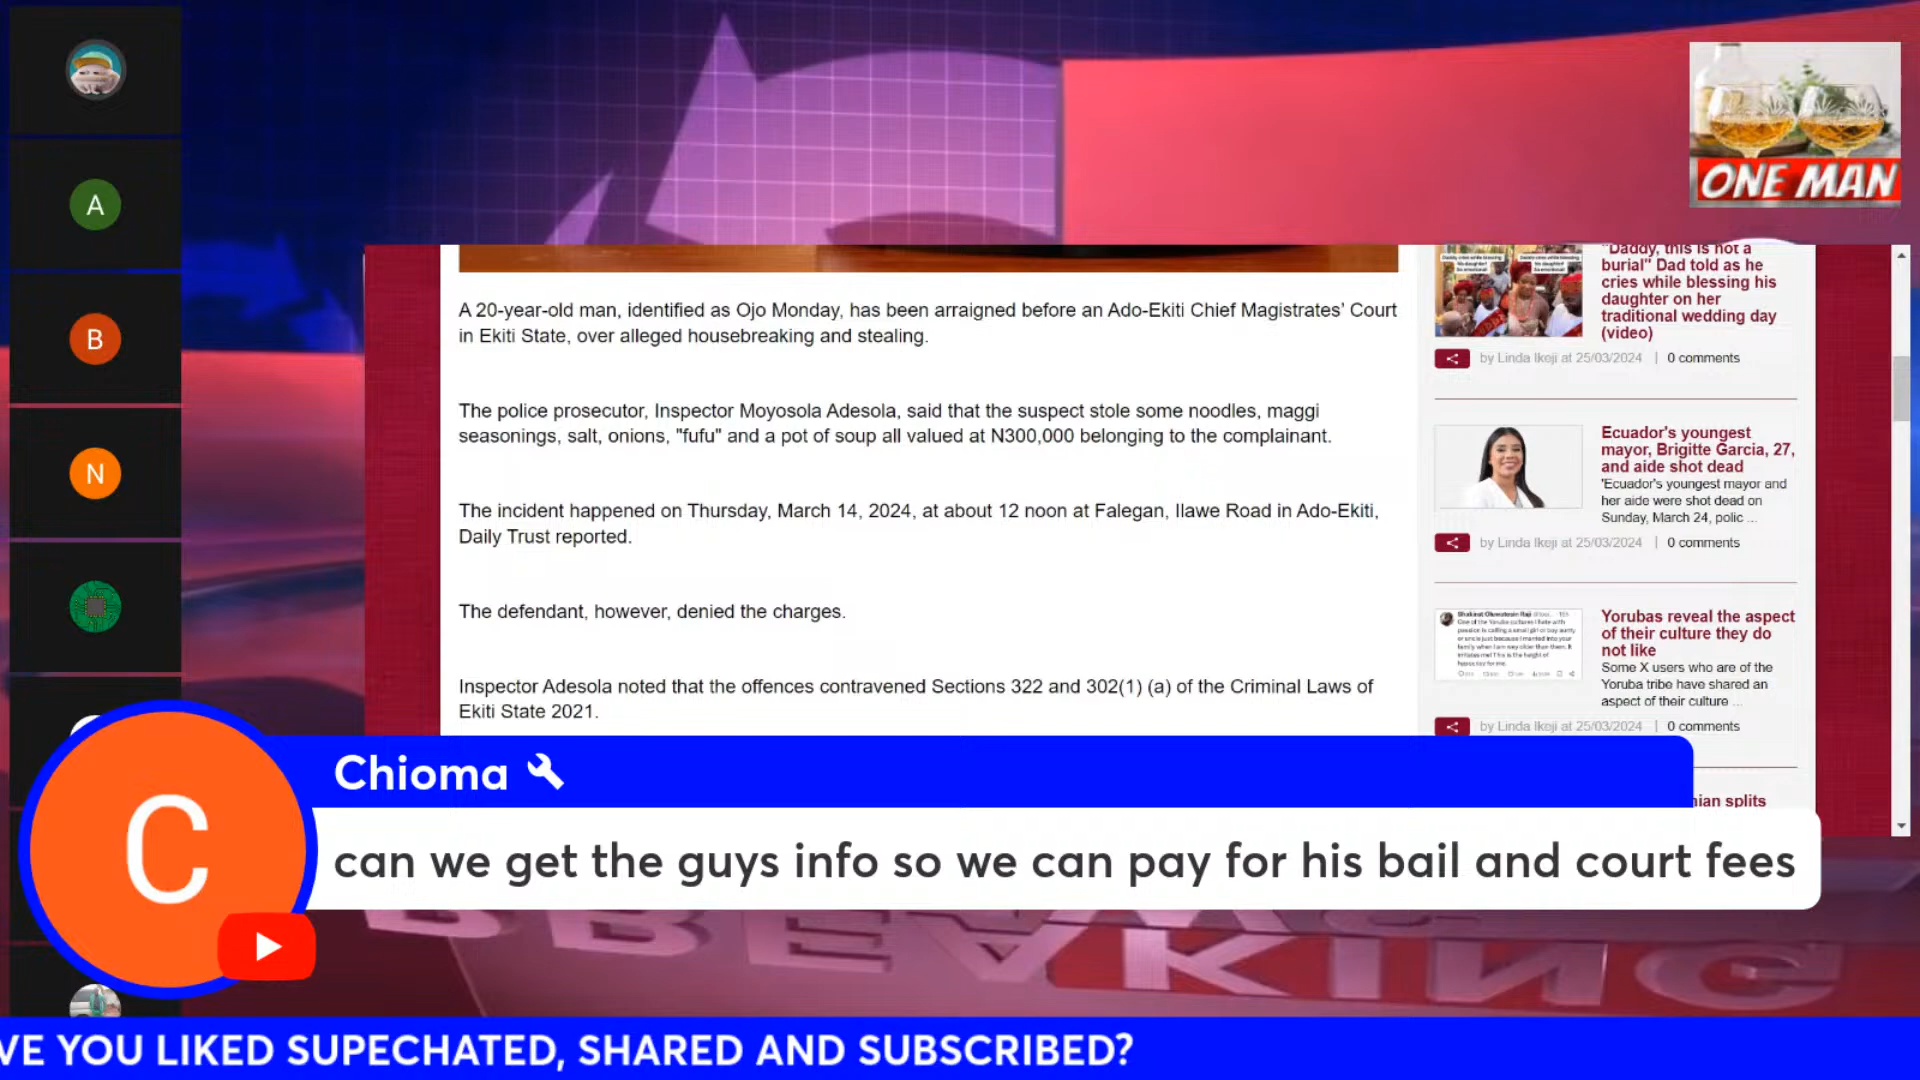 A
B
N
ONE MAN
A 20-year-old man, identified as Ojo Monday, has been arraigned before an Ado-Ekiti Chief Magistrates' Court
in Ekiti State, over alleged housebreaking and stealing.
The police prosecutor, Inspector Moyosola Adesola, said that the suspect stole some noodles, maggi
seasonings, salt, onions, "fufu" and a pot of soup all valued at N300,000 belonging to the complainant.
The incident happened on Thursday, March 14, 2024, at about 12 noon at Falegan, Ilawe Road in Ado-Ekiti,
Daily Trust reported.
The defendant, however, denied the charges.
Inspector Adesola noted that the offences contravened Sections 322 and 302(1) (a) of the Criminal Laws of
Ekiti State 2021.
"Daddy, this is not a
burial" Dad told as he
cries while blessing his
daughter on her
traditional wedding day
(video)
by Linda Ikeji at 25/03/2024 | 0 comments
Ecuador's youngest
mayor, Brigitte Garcia, 27,
and aide shot dead
'Ecuador's youngest mayor and
her aide were shot dead on
Sunday, March 24, polic ...
by Linda Ikeji at 25/03/2024 | 0 comments
Yorubas reveal the aspect
of their culture they do
not like
Some X users who are of the
Yoruba tribe have shared an
aspect of their culture ...
by Linda Ikeji at 25/03/2024 | 0 comments
nian splits
C
Chioma
can we get the guys info so we can pay for his bail and court fees
BREAKING
VE YOU LIKED SUPECHATED, SHARED AND SUBSCRIBED?